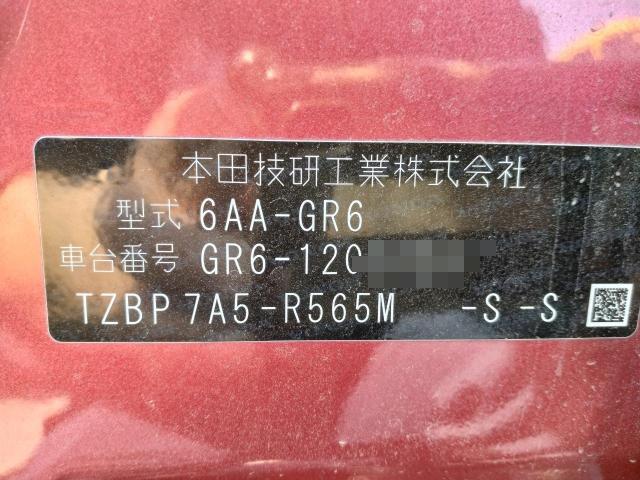 本田技研工業株式会社
型式 6AA-GR6
車台番号 GR6-120
TZBP 7A5-R565M -S -S